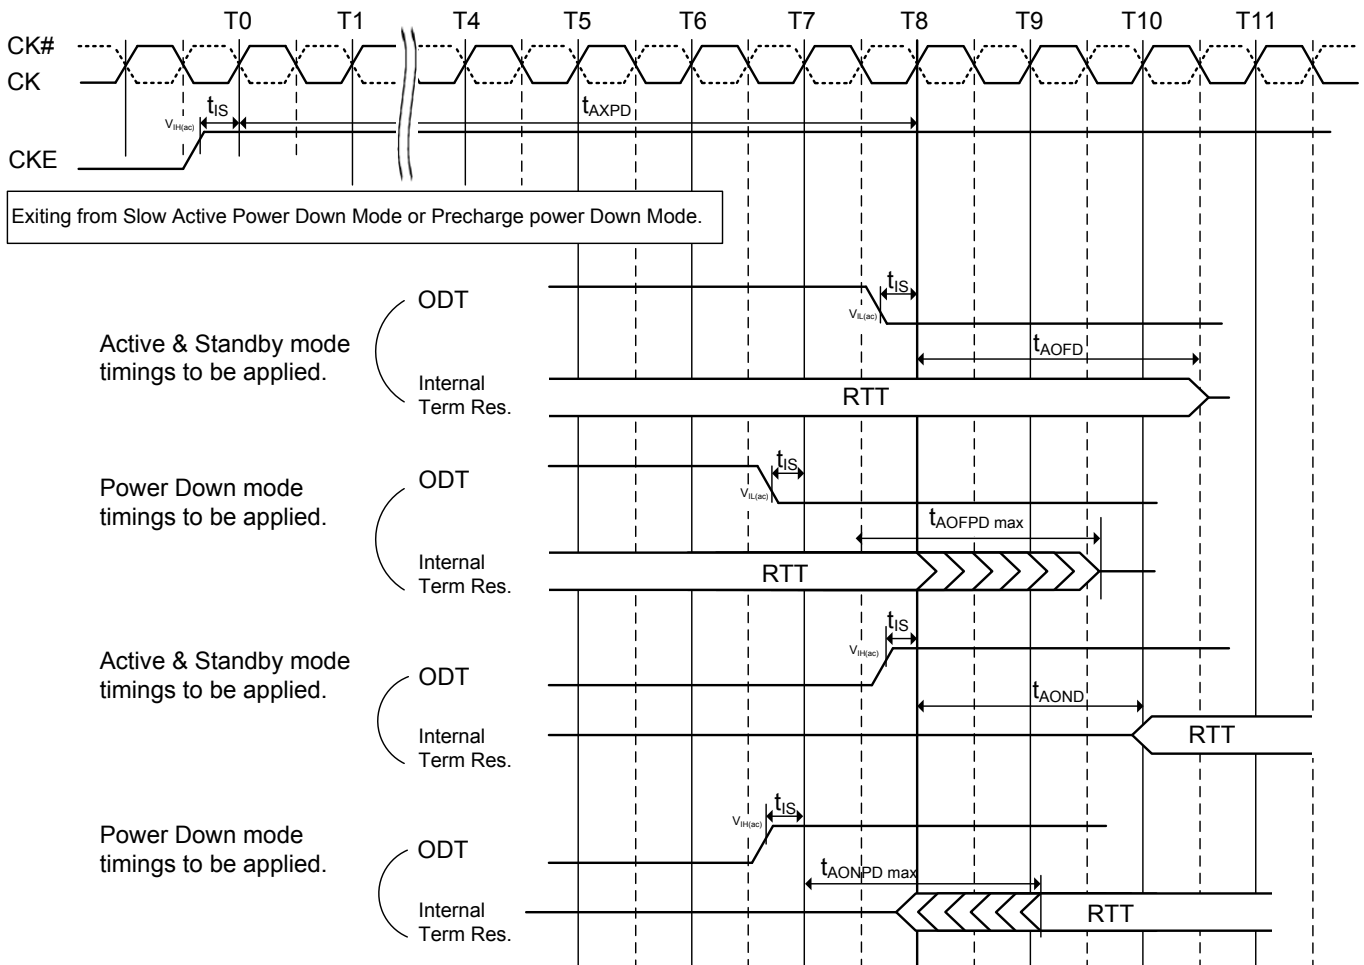 T0 T1 T4 T5 T6 T7 T8 T9 T10 T11
CK#
CK
tIS tAXPD
VIH(ac)
CKE
Exiting from Slow Active Power Down Mode or Precharge power Down Mode.
ODT
tIS
VIL(ac)
Active & Standby mode
timings to be applied.
tAOFD
Internal
Term Res.
RTT
ODT
tIS
VIL(ac)
Power Down mode
timings to be applied.
tAOFPD max
Internal
Term Res.
RTT
tIS
VIH(ac)
Active & Standby mode
timings to be applied.
ODT
tAOND
Internal
Term Res.
RTT
tIS
VIH(ac)
Power Down mode
timings to be applied.
ODT
tAONPD max
Internal
Term Res.
RTT